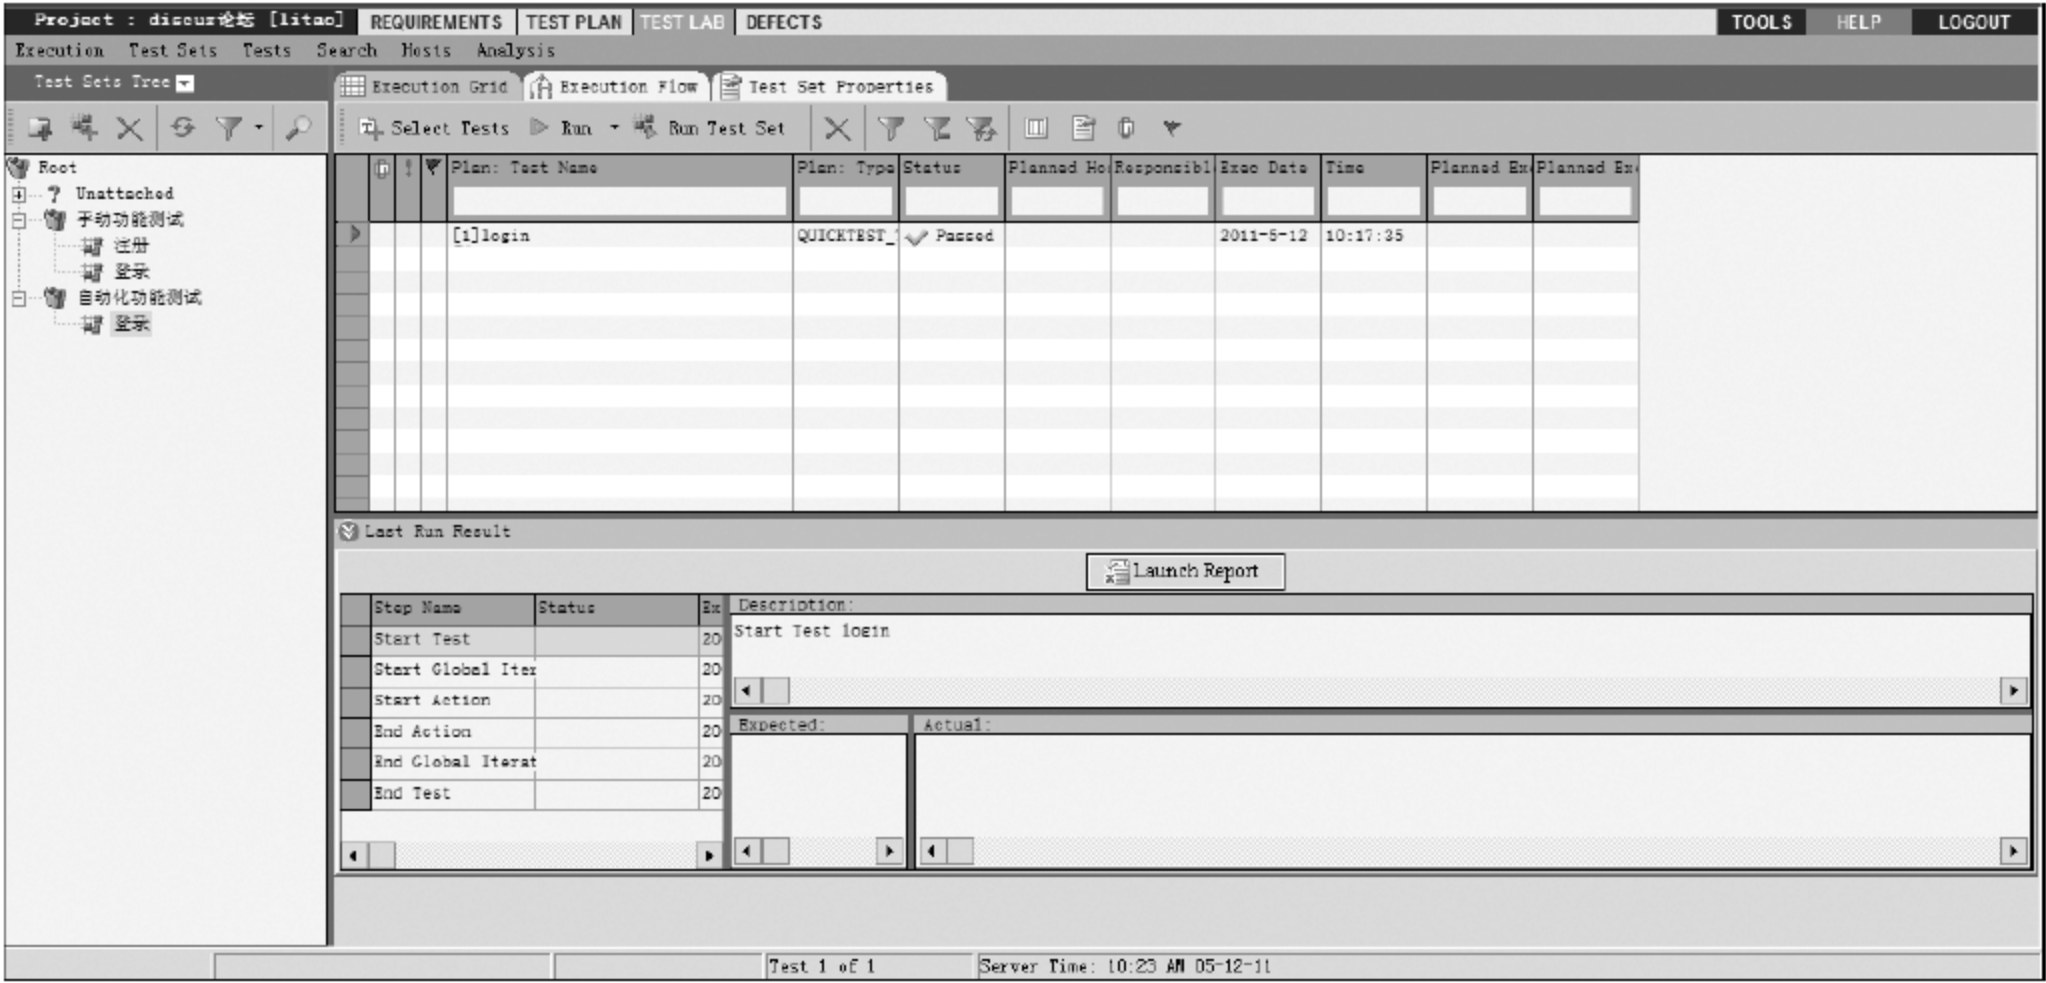 Project : discuz论坛 [litao] REQUIREMENTS TEST PLAN TEST LAB DEFECTS TOOLS HELP LOGOUT
Execution Test Sets Tests Search Hosts Analysis
Test Sets Tree
Execution Grid Execution Flow Test Set Properties
Select Tests Run Run Test Set
Root
Unattached
手动功能测试
注册
登录
自动化功能测试
登录
Plan: Test Name Plan: Type Status Planned Ho Responsibl Exec Date Time Planned Ex Planned Ex
[1]login QUICKTEST_ Passed 2011-5-12 10:17:35
Last Run Result
Launch Report
Step Name Status Ex
Start Test 20
Start Global Iter 20
Start Action 20
End Action 20
End Global Iterat 20
End Test 20
Description:
Start Test login
Expected: Actual:
Test 1 of 1 Server Time: 10:23 AM 05-12-11